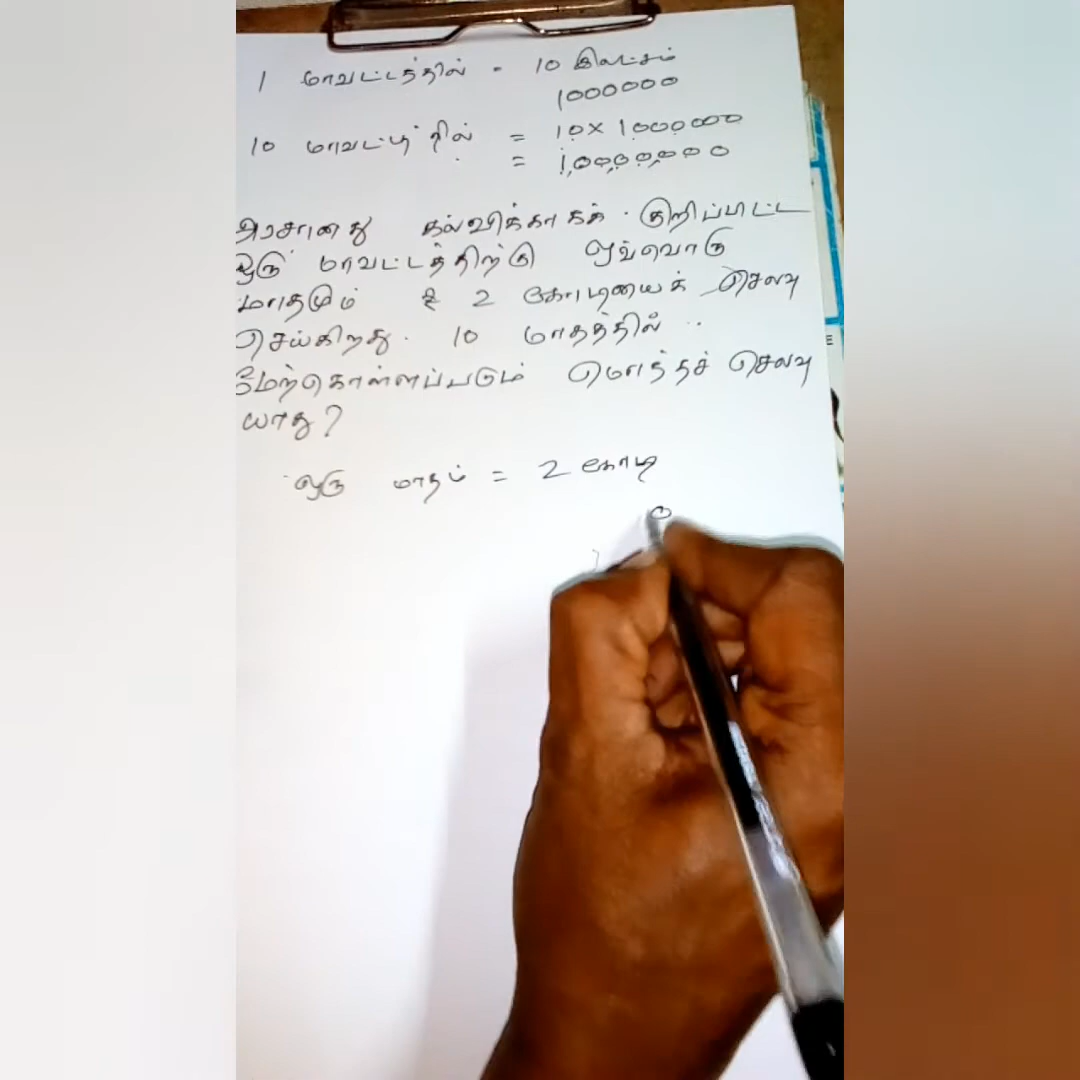 1 மாவட்டத்தில் = 10 இலட்சம்
1000000
10 மாவட்டத்தில் = 10 × 1000000
= 1,00,00,000
அரசானது கல்விக்காகக் குறிப்பிட்ட
ஒரு மாவட்டத்திற்கு ஒவ்வொரு
மாதமும் ₹ 2 கோடியைக் செலவு
செய்கிறது. 10 மாதத்தில்
மேற்கொள்ளப்படும் மொத்தச் செலவு
யாது?
ஒரு மாதம் = 2 கோடி
0
E